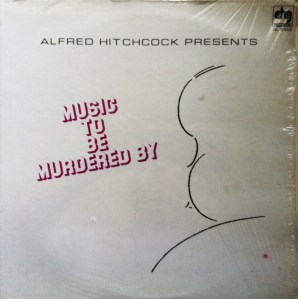 ALFRED HITCHCOCK PRESENTS
MUSIC
TO
BE
MURDERED BY